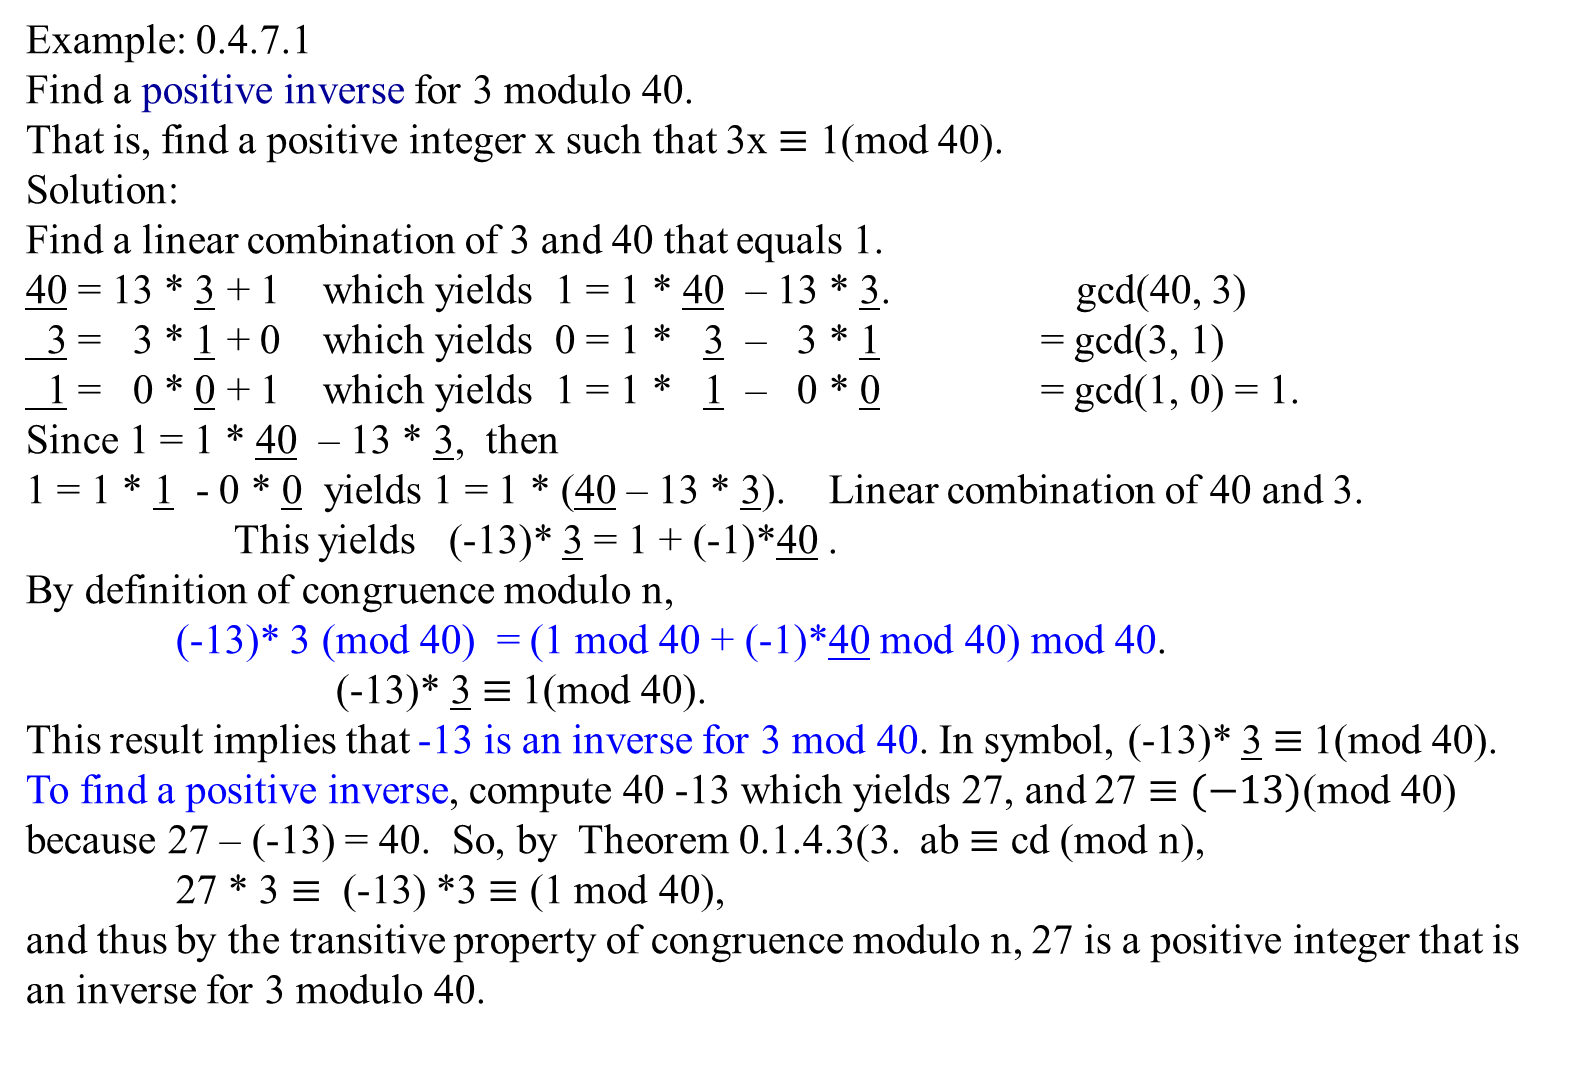 Example: 0.4.7.1
Find a positive inverse for 3 modulo 40.
That is, find a positive integer x such that 3x ≡ 1(mod 40).
Solution:
Find a linear combination of 3 and 40 that equals 1.
40 = 13 * 3 + 1 which yields 1 = 1 * 40 – 13 * 3. gcd(40, 3)
3 = 3 * 1 + 0 which yields 0 = 1 * 3 – 3 * 1 = gcd(3, 1)
1 = 0 * 0 + 1 which yields 1 = 1 * 1 – 0 * 0 = gcd(1, 0) = 1.
Since 1 = 1 * 40 – 13 * 3, then
1 = 1 * 1 - 0 * 0 yields 1 = 1 * (40 – 13 * 3). Linear combination of 40 and 3.
This yields (-13)* 3 = 1 + (-1)*40 .
By definition of congruence modulo n,
(-13)* 3 (mod 40) = (1 mod 40 + (-1)*40 mod 40) mod 40.
(-13)* 3 ≡ 1(mod 40).
This result implies that -13 is an inverse for 3 mod 40. In symbol, (-13)* 3 ≡ 1(mod 40).
To find a positive inverse, compute 40 -13 which yields 27, and 27 ≡ (−13)(mod 40)
because 27 – (-13) = 40. So, by Theorem 0.1.4.3(3. ab ≡ cd (mod n),
27 * 3 ≡ (-13) *3 ≡ (1 mod 40),
and thus by the transitive property of congruence modulo n, 27 is a positive integer that is
an inverse for 3 modulo 40.